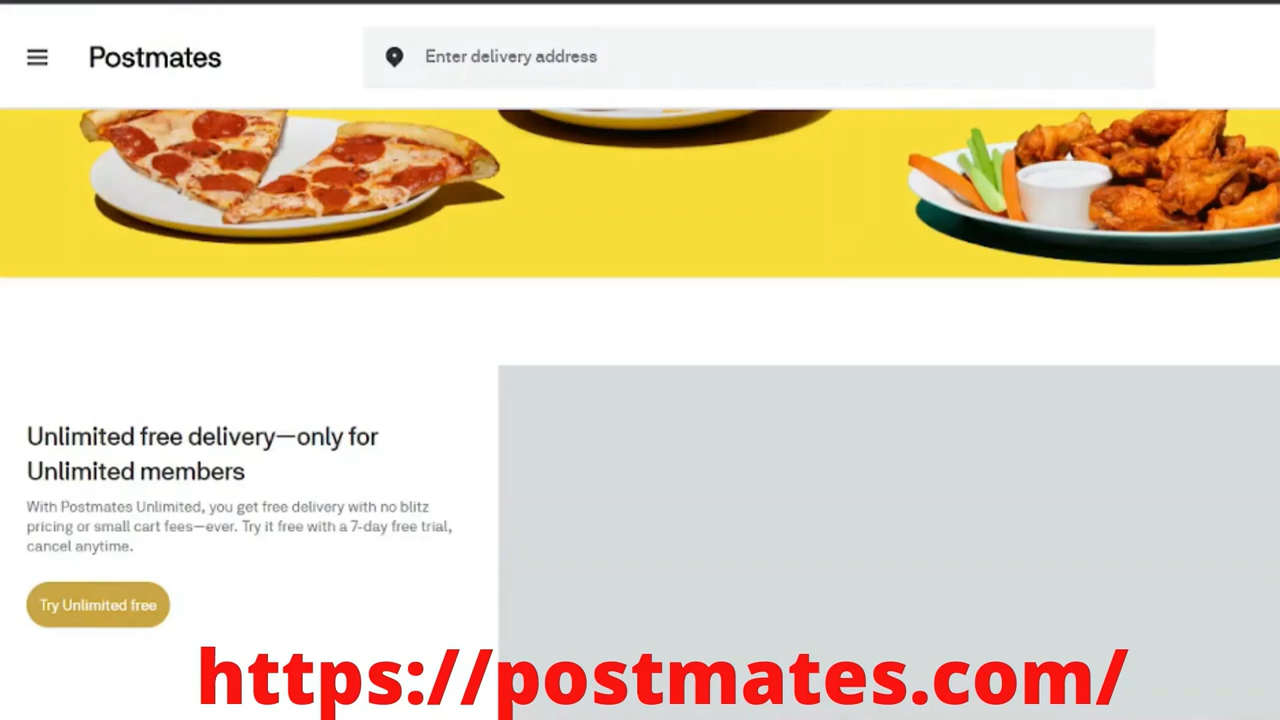 Postmates
Enter delivery address
Unlimited free delivery—only for
Unlimited members
With Postmates Unlimited, you get free delivery with no blitz
pricing or small cart fees—ever. Try it free with a 7-day free trial,
cancel anytime.
Try Unlimited free
https://postmates.com/